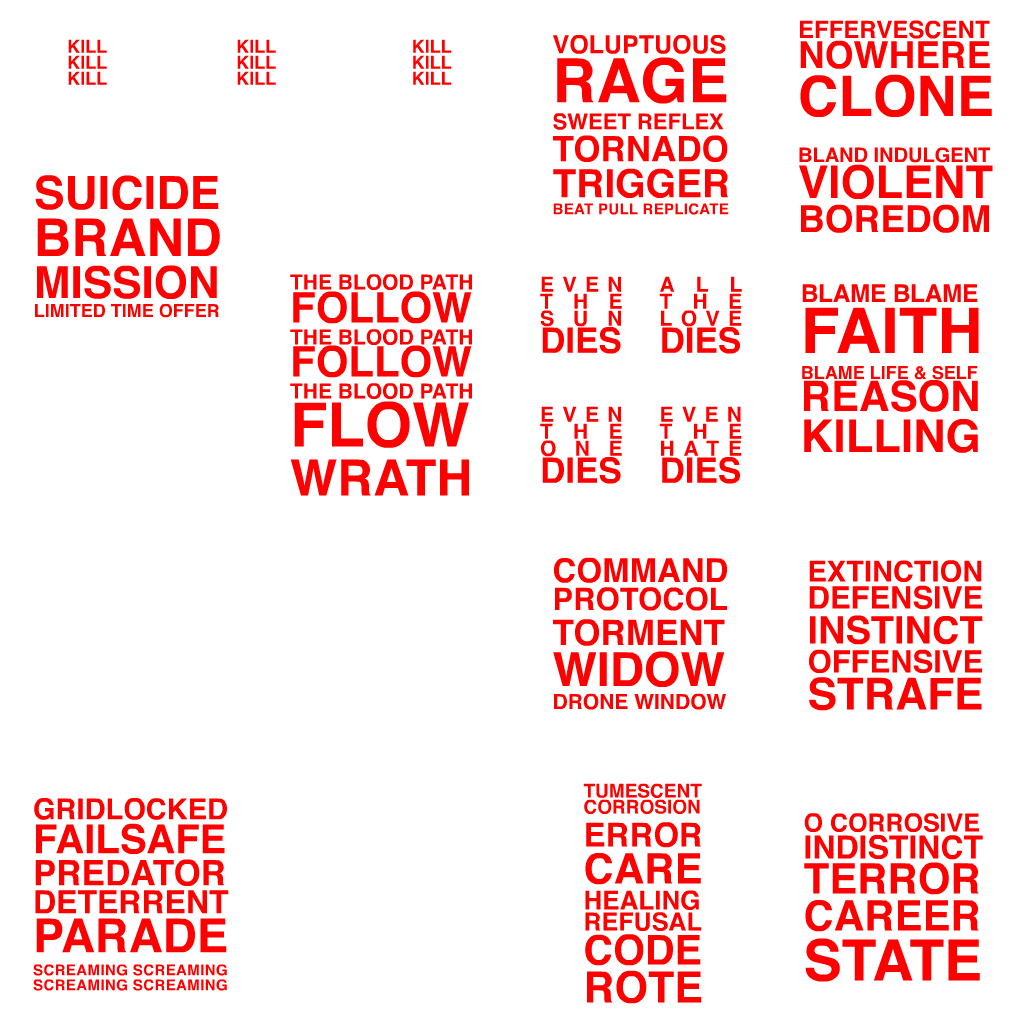 KILL
KILL
KILL
KILL
KILL
KILL
KILL
KILL
KILL
VOLUPTUOUS
RAGE
SWEET REFLEX
TORNADO
TRIGGER
BEAT PULL REPLICATE
EFFERVESCENT
NOWHERE
CLONE
BLAND INDULGENT
VIOLENT
BOREDOM
SUICIDE
BRAND
MISSION
LIMITED TIME OFFER
THE BLOOD PATH
FOLLOW
THE BLOOD PATH
FOLLOW
THE BLOOD PATH
FLOW
WRATH
EVEN
THE
SUN
DIES
ALL
THE
LOVE
DIES
EVEN
THE
ONE
DIES
EVEN
THE
HATE
DIES
BLAME BLAME
FAITH
BLAME LIFE & SELF
REASON
KILLING
COMMAND
PROTOCOL
TORMENT
WIDOW
DRONE WINDOW
EXTINCTION
DEFENSIVE
INSTINCT
OFFENSIVE
STRAFE
GRIDLOCKED
FAILSAFE
PREDATOR
DETERRENT
PARADE
SCREAMING SCREAMING
SCREAMING SCREAMING
TUMESCENT
CORROSION
ERROR
CARE
HEALING
REFUSAL
CODE
ROTE
O CORROSIVE
INDISTINCT
TERROR
CAREER
STATE